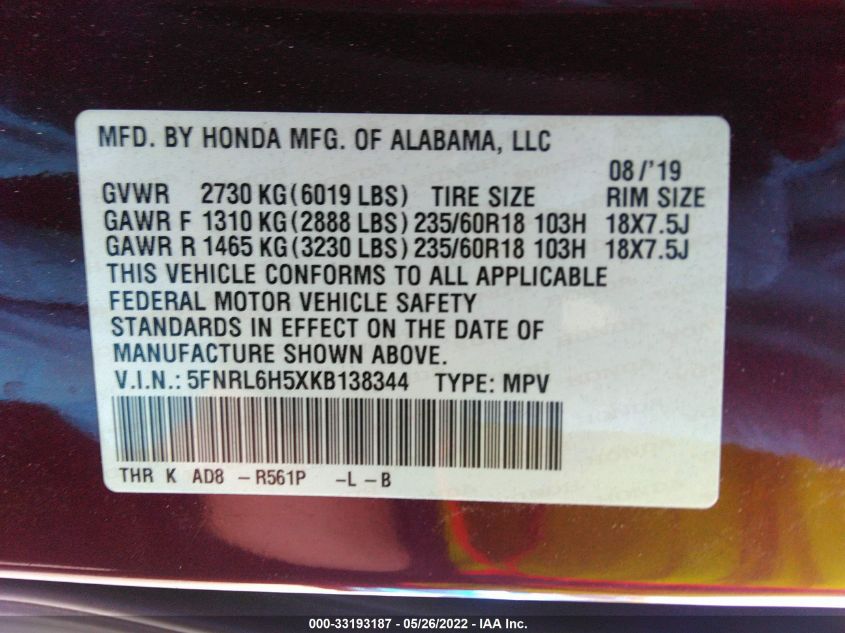 MFD. BY HONDA MFG. OF ALABAMA, LLC
08/'19
GVWR 2730 KG(6019 LBS) TIRE SIZE RIM SIZE
GAWR F 1310 KG(2888 LBS) 235/60R18 103H 18X7.5J
GAWR R 1465 KG(3230 LBS) 235/60R18 103H 18X7.5J
THIS VEHICLE CONFORMS TO ALL APPLICABLE
FEDERAL MOTOR VEHICLE SAFETY
STANDARDS IN EFFECT ON THE DATE OF
MANUFACTURE SHOWN ABOVE.
V.I.N.: 5FNRL6H5XKB138344 TYPE: MPV
THR K AD8 -R561P -L -B
000-33193187 - 05/26/2022 - IAA Inc.